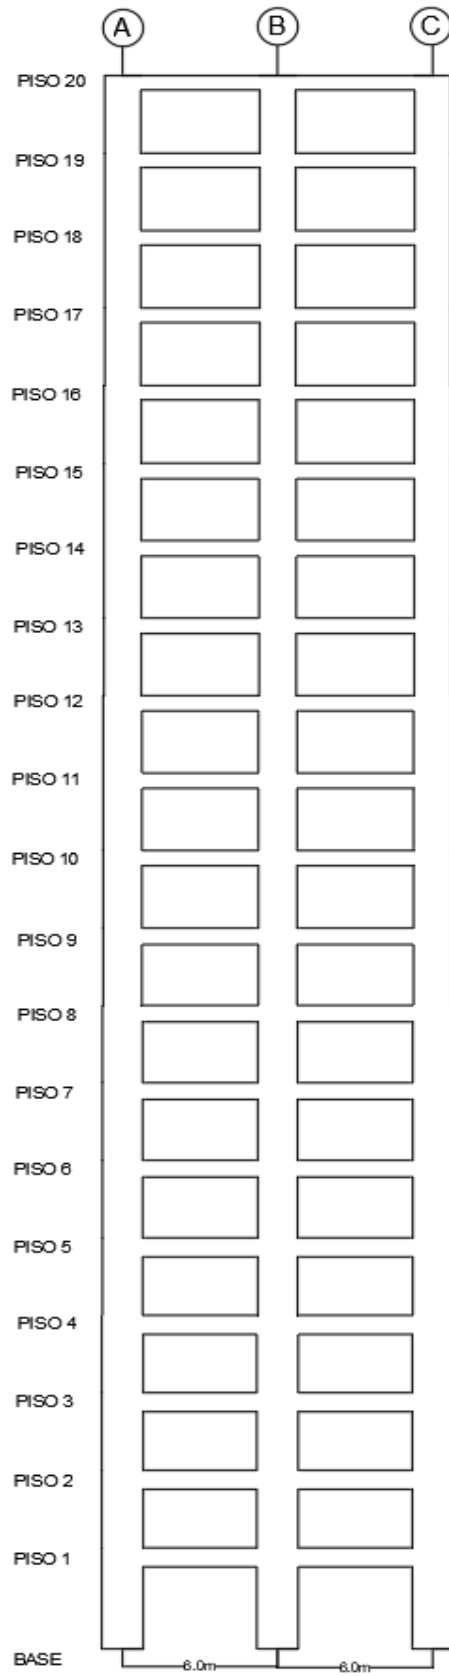 A B C
PISO 20
PISO 19
PISO 18
PISO 17
PISO 16
PISO 15
PISO 14
PISO 13
PISO 12
PISO 11
PISO 10
PISO 9
PISO 8
PISO 7
PISO 6
PISO 5
PISO 4
PISO 3
PISO 2
PISO 1
BASE
6.0m 6.0m